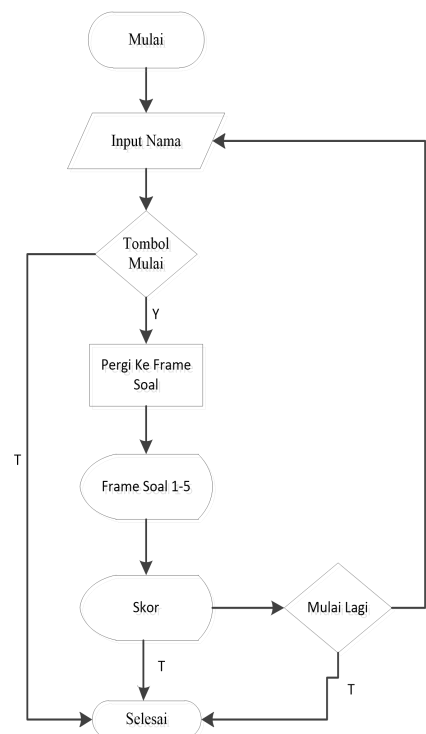 Mulai
Input Nama
Tombol
Mulai
Y
Pergi Ke Frame
Soal
T
Frame Soal 1-5
Skor
Mulai Lagi
T
T
Selesai